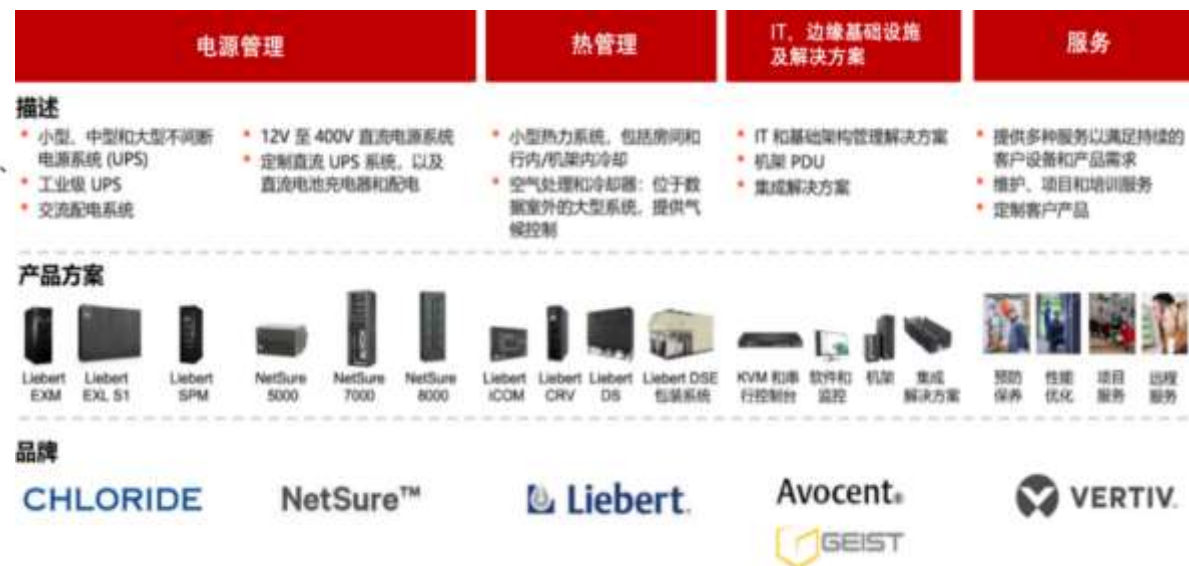 电源管理
热管理
IT、边缘基础设施
及解决方案
服务
描述
• 小型、中型和大型不间断
电源系统 (UPS)
• 工业级 UPS
• 交流配电系统
• 12V 至 400V 直流电源系统
• 定制直流 UPS 系统，以及
直流电池充电器和配电
• 小型热力系统，包括房间和
行内/机架内冷却
• 空气处理和冷却器：位于数
据室外的大型系统，提供气
候控制
• IT 和基础架构管理解决方案
• 机架 PDU
• 集成解决方案
• 提供多种服务以满足持续的
客户设备和产品需求
• 维护、项目和培训服务
• 定制客户产品
、
产品方案
Liebert
EXM
Liebert
EXL S1
Liebert
SPM
NetSure
5000
NetSure
7000
NetSure
8000
Liebert
iCOM
Liebert
CRV
Liebert
DS
Liebert DSE
包装系统
KVM 和串
行控制台
软件和
监控
机架
集成
解决方案
预防
保养
性能
优化
项目
服务
远程
服务
品牌
CHLORIDE
NetSure™
Liebert.
Avocent®
GEIST
VERTIV.